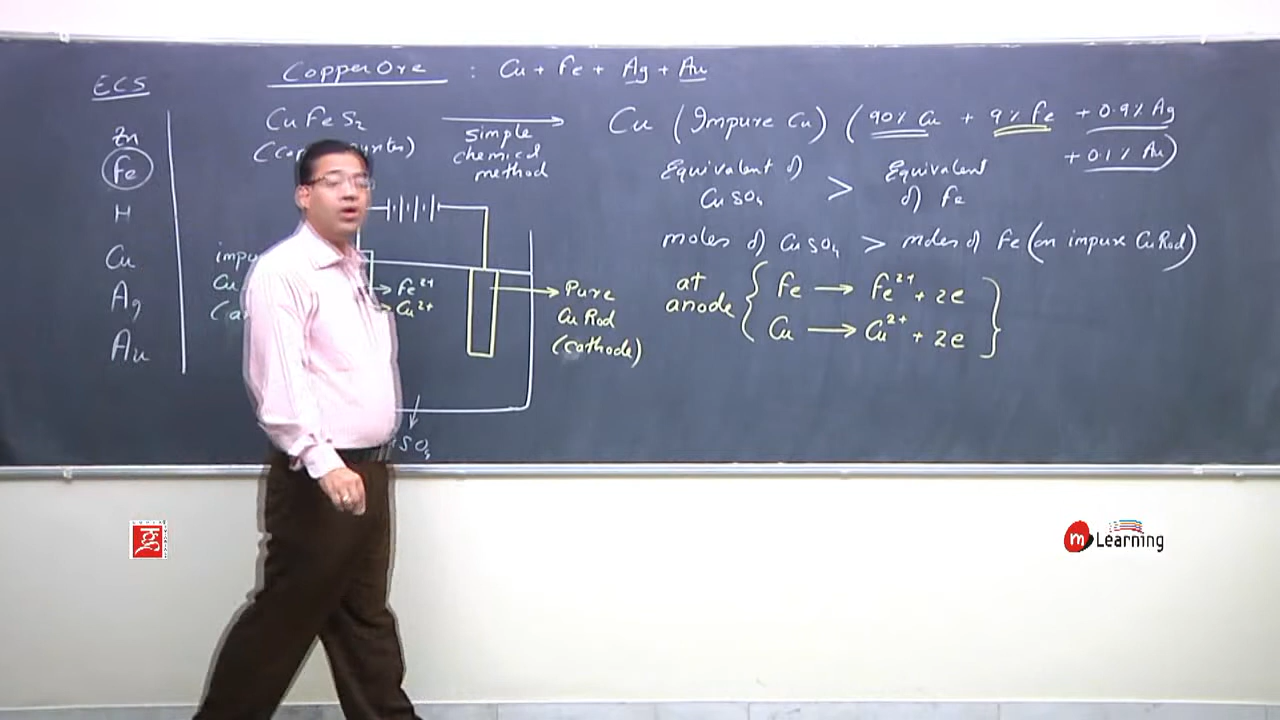 ECS
Zn
Fe
H
Cu
Ag
Au
Copper Ore : Cu + Fe + Ag + Au
CuFeS₂
simple
chemical
method
Cu (Impure Cu) (90% Cu + 9% Fe + 0.9% Ag
+ 0.1% Au)
Equivalent of
CuSO₄
>
Equivalent
of Fe
moles of CuSO₄ > moles of Fe (on impure Cu Rod)
Fe²⁺
Cu²⁺
Pure
Cu Rod
(cathode)
SO₄
at
anode
Fe → Fe²⁺ + 2e
Cu → Cu²⁺ + 2e
m Learning